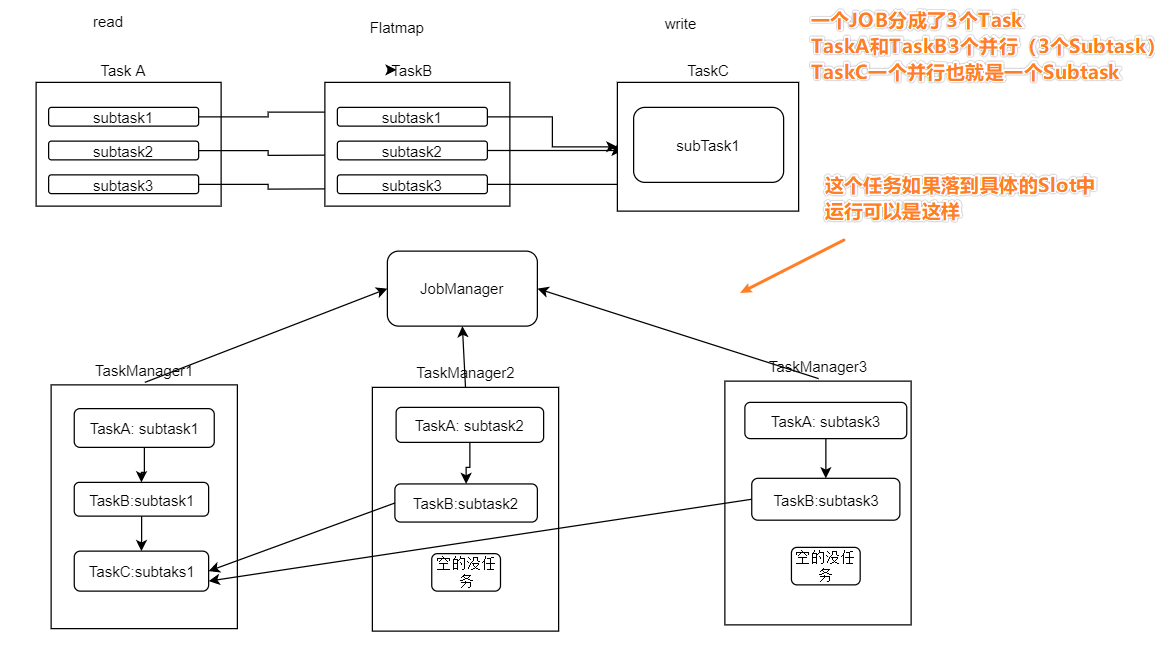 read
Flatmap
write
一个JOB分成了3个Task
TaskA和TaskB3个并行（3个Subtask）
TaskC一个并行也就是一个Subtask
Task A
TaskB
TaskC
subtask1
subtask2
subtask3
subtask1
subtask2
subtask3
subTask1
这个任务如果落到具体的Slot中
运行可以是这样
JobManager
TaskManager1
TaskManager2
TaskManager3
TaskA: subtask1
TaskB:subtask1
TaskC:subtaks1
TaskA: subtask2
TaskB:subtask2
空的没任
务
TaskA: subtask3
TaskB:subtask3
空的没任
务